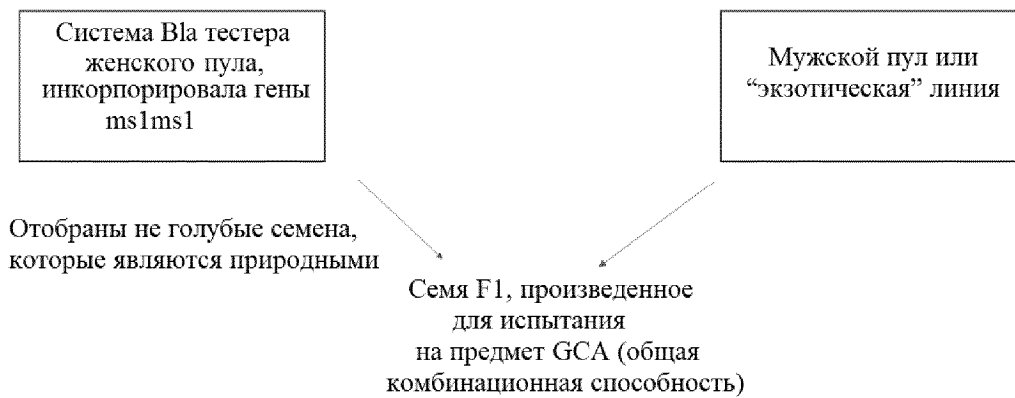 Система Bla тестера
женского пула,
инкорпорировала гены
ms1ms1
Мужской пул или
“экзотическая” линия
Отобраны не голубые семена,
которые являются природными
Семя F1, произведенное
для испытания
на предмет GCA (общая
комбинационная способность)